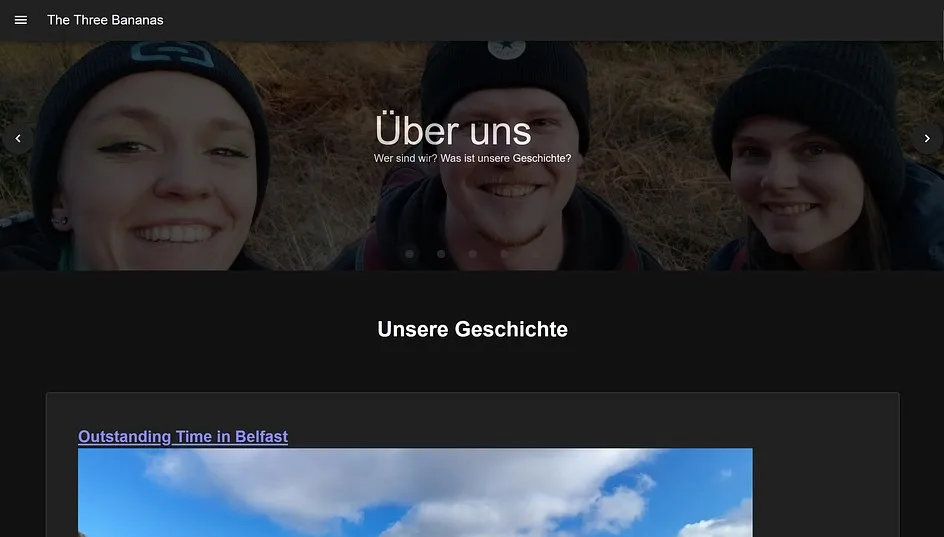 The Three Bananas
Über uns
Wer sind wir? Was ist unsere Geschichte?
Unsere Geschichte
Outstanding Time in Belfast